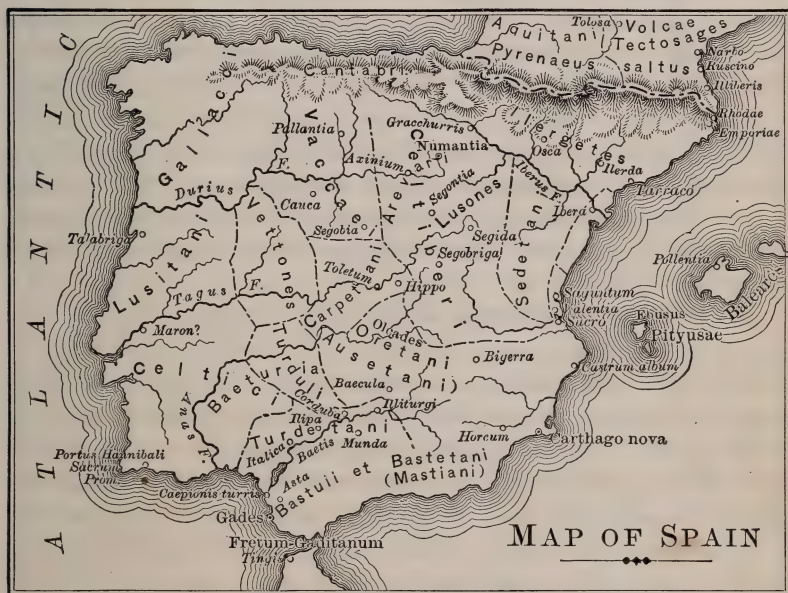 ATLANTIC
Aquitani
Tolosa
Volcae
Tectosages
Pyrenaeus
saltus
Narbo
Ruscino
Illiberis
Rhodae
Emporiae
Cantabri
Gallaeci
Vaccaei
Pallantia
Gracchurris
Numantia
Axinium
Arevaci
Celtiberi
Ilergetes
Osca
Ilerda
Iberus F.
Tarraco
Ibera
Durius F.
Cauca
Segontia
Lusones
Segobia
Segida
Segobriga
Sedetani
Talabriga
Lusitani
Vettones
Toletum
Carpetani
Hippo
Tagus F.
Maron?
Saguntum
Valentia
Sucro
Pollentia
Baleares
Ebusus
Pityusae
Olcades
Oretani
Ausetani)
Bigerra
Castrum album
Celtici
Baeturia
Turduli
Baecula
Corduba
Illiturgi
Ilipa
Turdetani
Italica
Baetis
Munda
Horcum
Carthago nova
Anas F.
Portus Hannibali
Sacrum
Prom.
Caepionis turris
Asta
Bastuli et Bastetani
(Mastiani)
Gades
Fretum Gaditanum
Tingis
MAP OF SPAIN